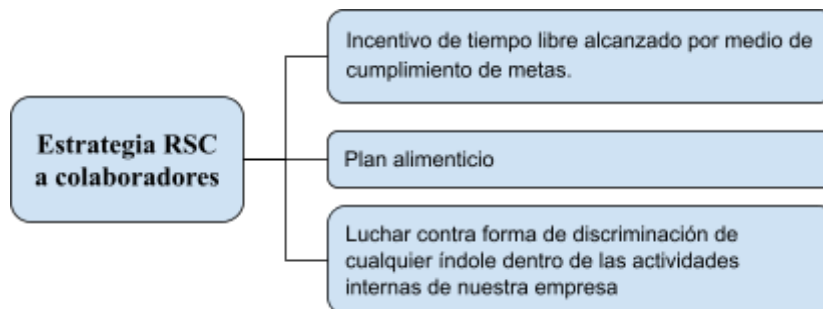 Incentivo de tiempo libre alcanzado por medio de
cumplimiento de metas.
Estrategia RSC
a colaboradores
Plan alimenticio
Luchar contra forma de discriminación de
cualquier índole dentro de las actividades
internas de nuestra empresa